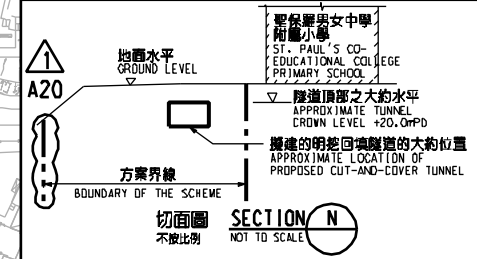 聖保羅男女中學
附屬小學
ST. PAUL'S CO-
EDUCATIONAL COLLEGE
PRIMARY SCHOOL
地面水平
GROUND LEVEL
1
A20
隧道頂部之大約水平
APPROXIMATE TUNNEL
CROWN LEVEL +20.0mPD
擬建的明挖回填隧道的大約位置
APPROXIMATE LOCATION OF
PROPOSED CUT-AND-COVER TUNNEL
方案界線
BOUNDARY OF THE SCHEME
切面圖 SECTION N
不按比例 NOT TO SCALE